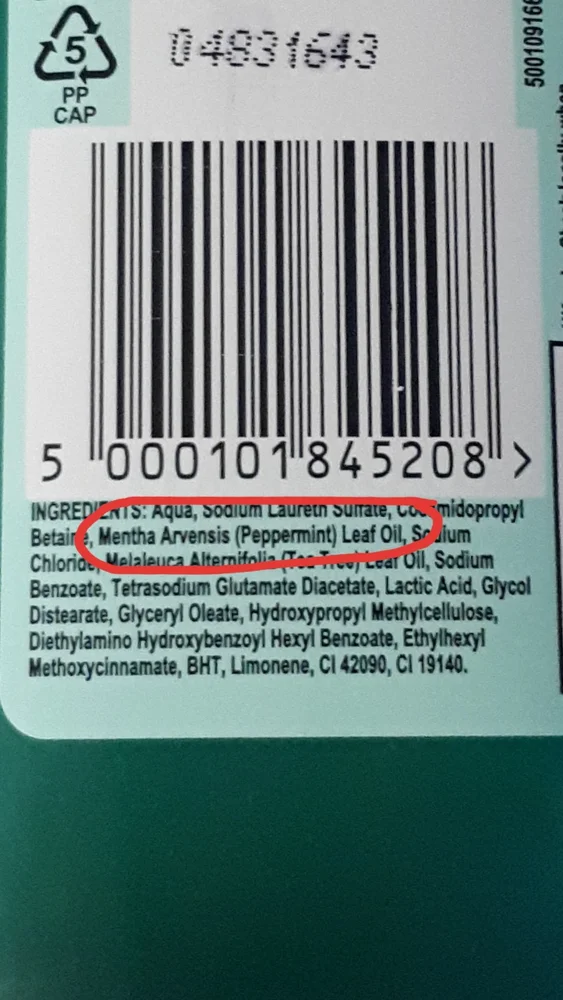 5
04831643
PP
CAP
50010916
5 000101 845208 >
INGREDIENTS: Aqua, Sodium Laureth Sulfate, Cocamidopropyl
Betaine, Mentha Arvensis (Peppermint) Leaf Oil, Sodium
Chloride, Melaleuca Alternifolia (Tea Tree) Leaf Oil, Sodium
Benzoate, Tetrasodium Glutamate Diacetate, Lactic Acid, Glycol
Distearate, Glyceryl Oleate, Hydroxypropyl Methylcellulose,
Diethylamino Hydroxybenzoyl Hexyl Benzoate, Ethylhexyl
Methoxycinnamate, BHT, Limonene, CI 42090, CI 19140.